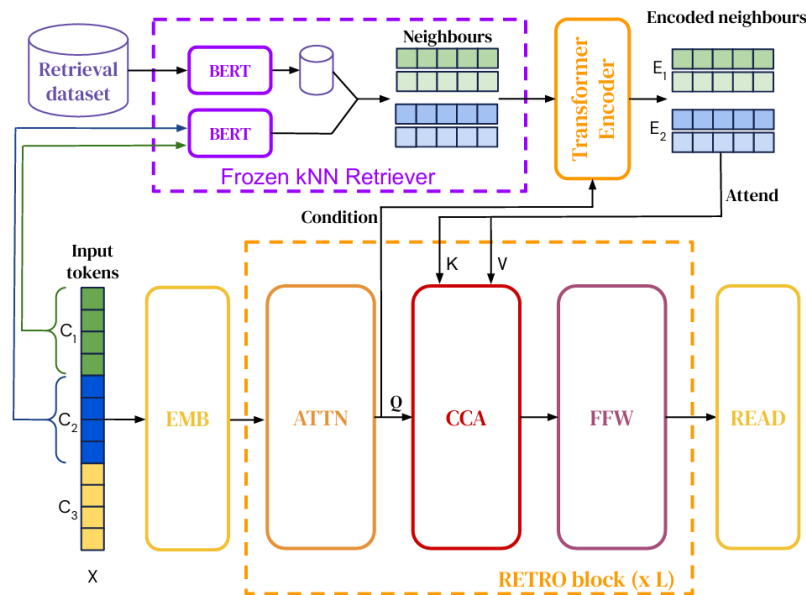 Retrieval
dataset
BERT
BERT
Neighbours
Frozen kNN Retriever
Transformer
Encoder
Encoded neighbours
E1
E2
Condition
Attend
Input
tokens
C1
C2
C3
X
K
V
EMB
ATTN
Q
CCA
FFW
READ
RETRO block (x L)